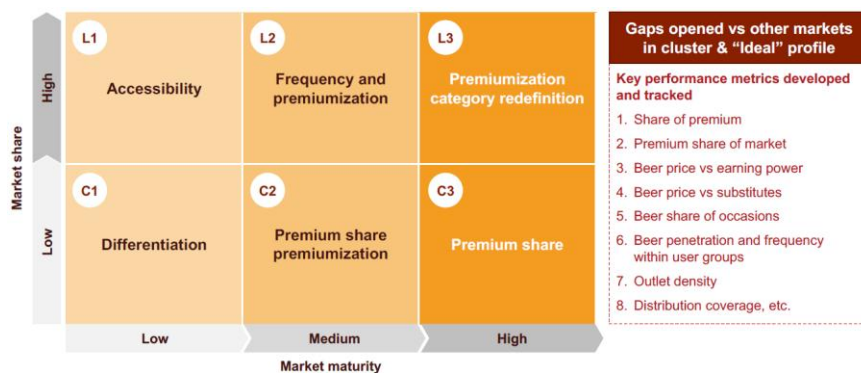 Market share
High
Low
L1
Accessibility
L2
Frequency and
premiumization
L3
Premiumization
category redefinition
C1
Differentiation
C2
Premium share
premiumization
C3
Premium share
Low
Medium
High
Market maturity
Gaps opened vs other markets
in cluster & “Ideal” profile
Key performance metrics developed
and tracked
1. Share of premium
2. Premium share of market
3. Beer price vs earning power
4. Beer price vs substitutes
5. Beer share of occasions
6. Beer penetration and frequency
within user groups
7. Outlet density
8. Distribution coverage, etc.